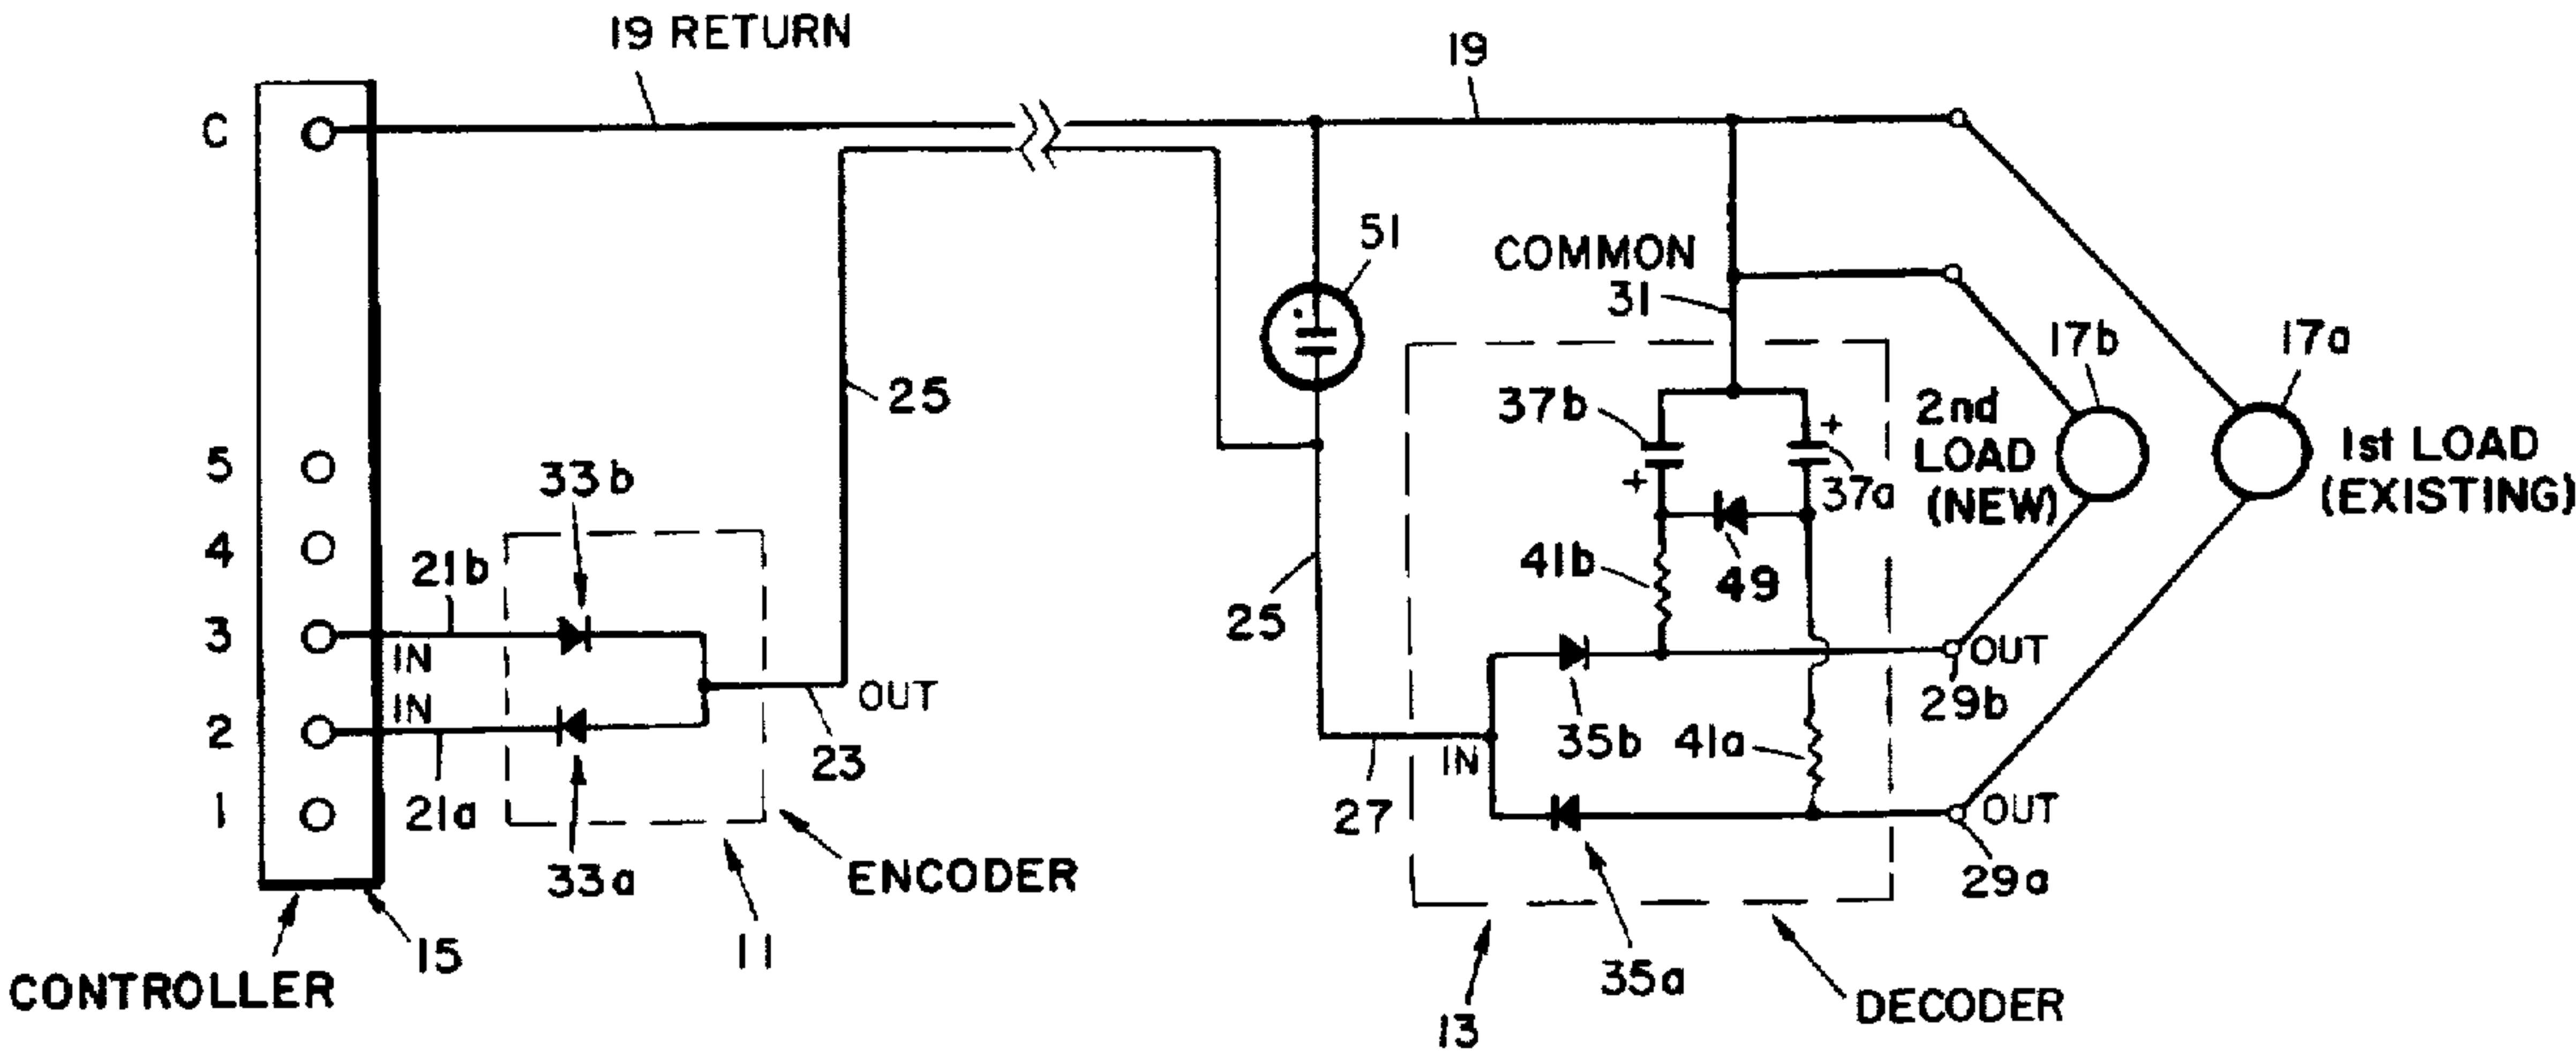 19 RETURN
19
C
51
COMMON
31
17b
17a
25
37b
+
2nd
LOAD
(NEW)
1st LOAD
(EXISTING)
5
33b
+
37a
4
21b
41b
49
25
3
IN
OUT
29b
2
IN
OUT
23
35b
41a
IN
1
21a
27
OUT
33a
ENCODER
29a
11
15
CONTROLLER
35a
13
DECODER